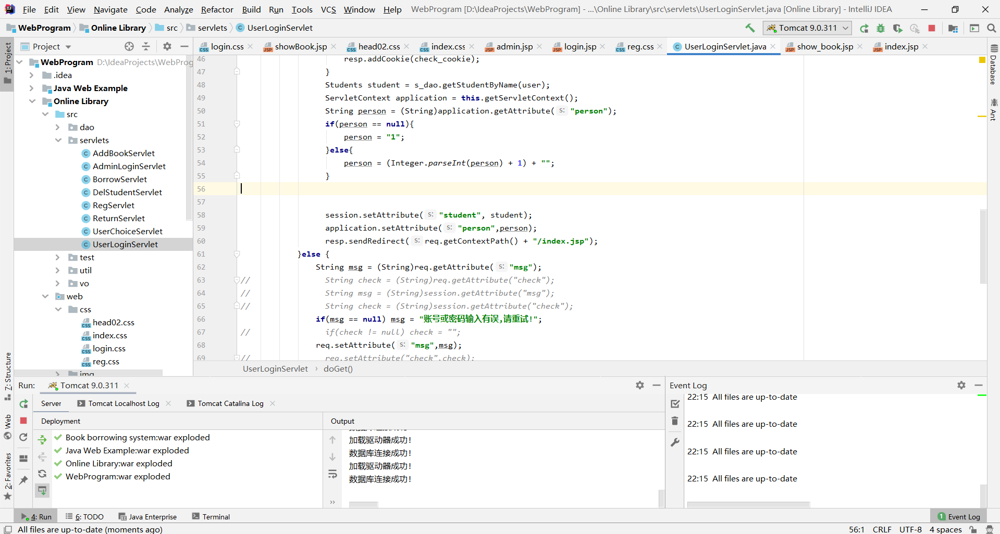 File Edit View Navigate Code Analyze Refactor Build Run Tools VCS Window Help WebProgram [D:\IdeaProjects\WebProgram] - ...\Online Library\src\servlets\UserLoginServlet.java [Online Library] - IntelliJ IDEA
WebProgram Online Library src servlets UserLoginServlet Tomcat 9.0.311
Project login.css showBook.jsp head02.css index.css admin.jsp login.jsp reg.css UserLoginServlet.java show_book.jsp index.jsp
1: Project
7: Structure
Web
2: Favorites
WebProgram D:\IdeaProjects\WebProg
.idea
Java Web Example
Online Library
src
dao
servlets
AddBookServlet
AdminLoginServlet
BorrowServlet
DelStudentServlet
RegServlet
ReturnServlet
UserChoiceServlet
UserLoginServlet
test
util
vo
web
css
head02.css
index.css
login.css
reg.css
img
46 resp.addCookie(check_cookie);
47 }
48 Students student = s_dao.getStudentByName(user);
49 ServletContext application = this.getServletContext();
50 String person = (String)application.getAttribute( s: "person");
51 if(person == null){
52 person = "1";
53 }else{
54 person = (Integer.parseInt(person) + 1) + "";
55 }
56
57
58 session.setAttribute( s: "student", student);
59 application.setAttribute( s: "person",person);
60 resp.sendRedirect( s: req.getContextPath() + "/index.jsp");
61 }else {
62 String msg = (String)req.getAttribute( s: "msg");
63 // String check = (String)req.getAttribute("check");
64 // String msg = (String)session.getAttribute("msg");
65 // String check = (String)session.getAttribute("check");
66 if(msg == null) msg = "账号或密码输入有误,请重试!";
67 // if(check != null) check = "";
68 req.setAttribute( s: "msg",msg);
69 // req.setAttribute("check",check);
UserLoginServlet › doGet()
Database
Ant
Run: Tomcat 9.0.311
Server Tomcat Localhost Log Tomcat Catalina Log
Deployment
Book borrowing system:war exploded
Java Web Example:war exploded
Online Library:war exploded
WebProgram:war exploded
Output
数据库连接成功!
加载驱动器成功!
数据库连接成功!
加载驱动器成功!
数据库连接成功!
Event Log
22:15 All files are up-to-date
22:15 All files are up-to-date
22:15 All files are up-to-date
22:15 All files are up-to-date
4: Run 6: TODO Java Enterprise Terminal 1 Event Log
All files are up-to-date (moments ago) 56:1 CRLF UTF-8 4 spaces